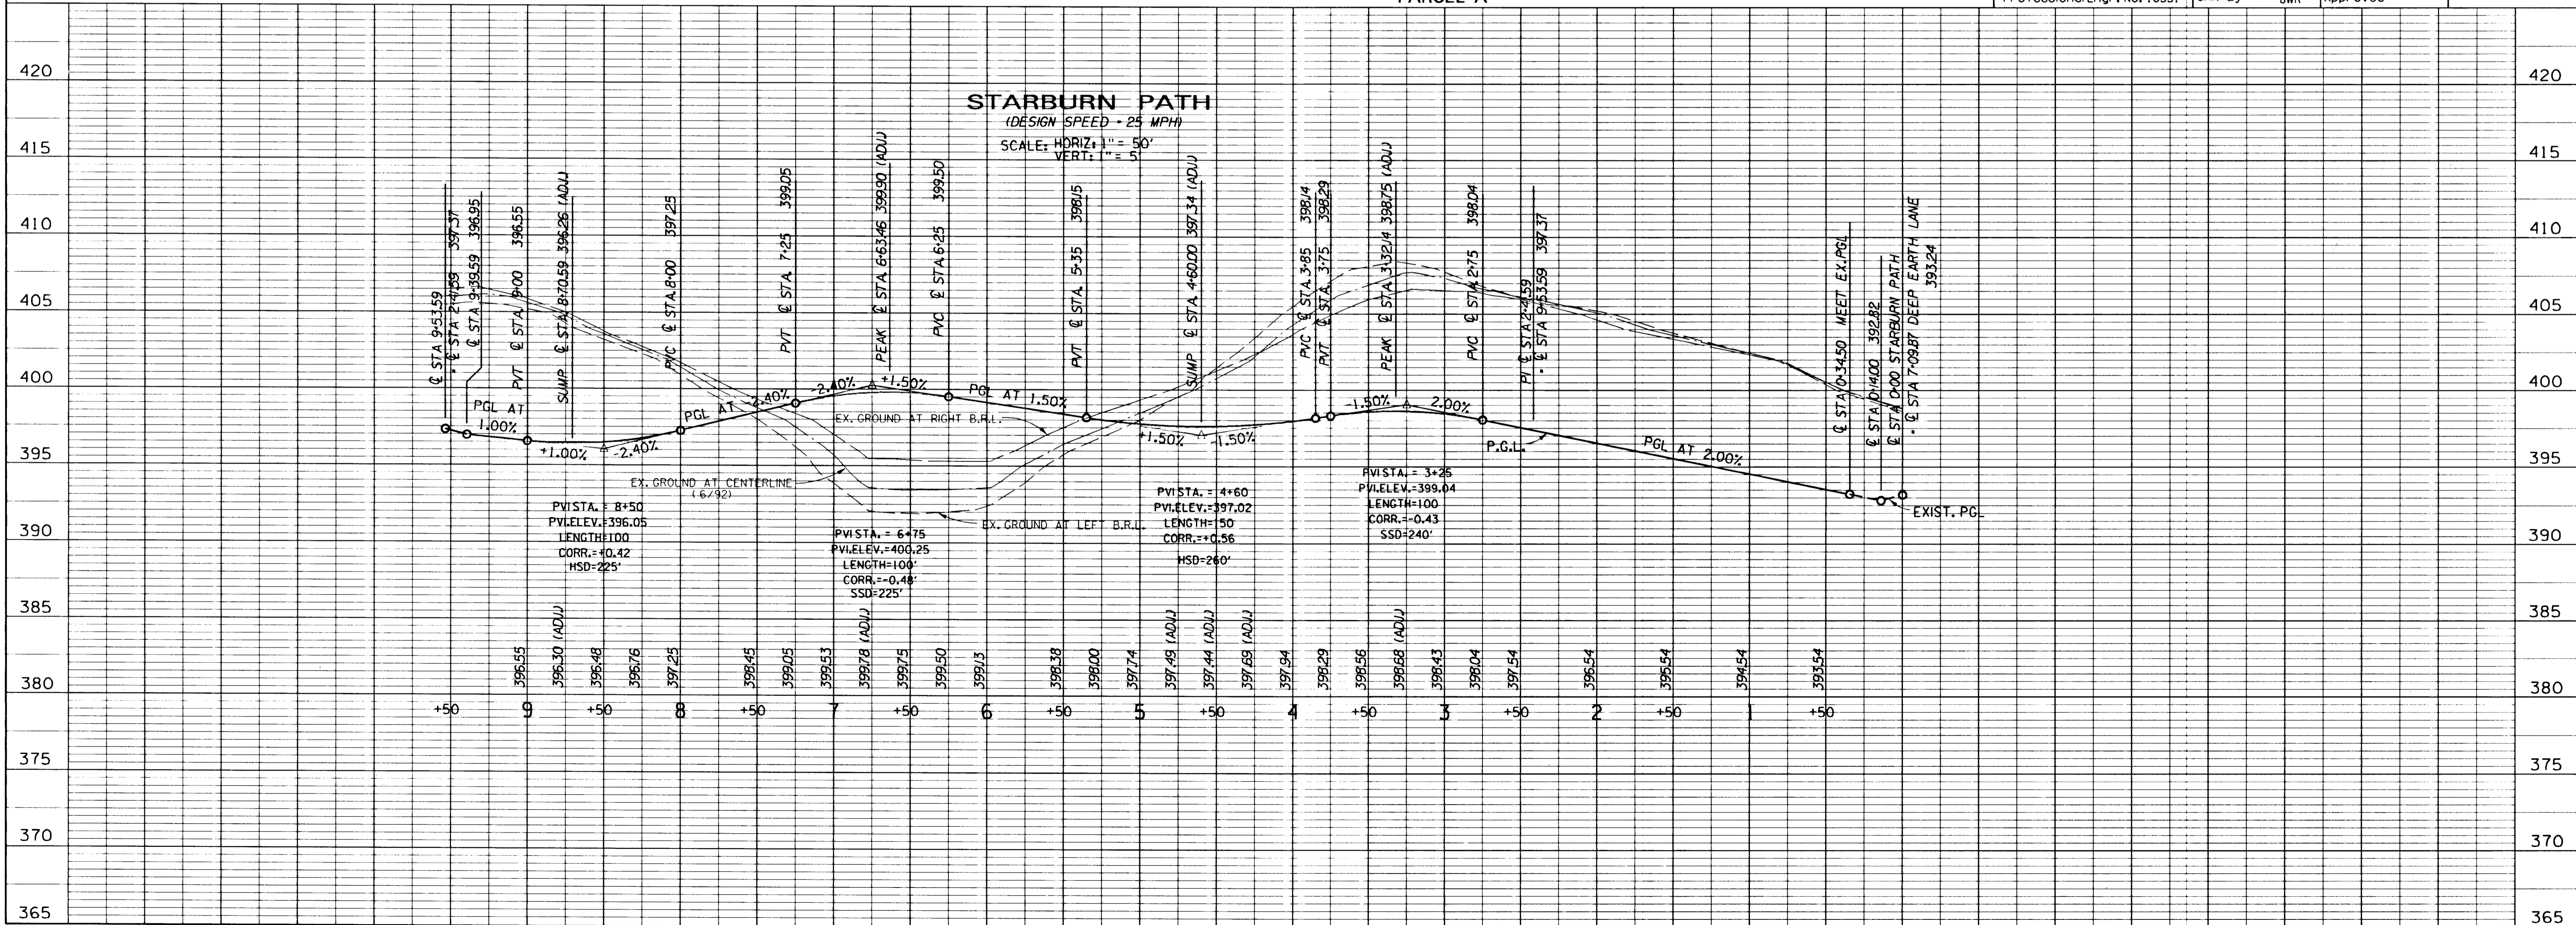 PARCEL A
STARBURN PATH
(DESIGN SPEED - 25 MPH)
SCALE: HORIZ: 1" = 50'
VERT: 1" = 5'
420
415
410
405
400
395
390
385
380
375
370
365
420
415
410
405
400
395
390
385
380
375
370
365
℄ STA 9+53.59
= ℄ STA 2+41.59 397.37
℄ STA 9+39.59 396.95
PVT ℄ STA. 9+00 396.55
SUMP ℄ STA. 8+70.59 396.26 (ADJ.)
PVC ℄ STA. 8+00 397.25
PVT ℄ STA. 7+25 399.05
PEAK ℄ STA. 6+63.46 399.90 (ADJ.)
PVC ℄ STA. 6+25 399.50
PVT ℄ STA. 5+35 398.15
SUMP ℄ STA. 4+60.00 397.34 (ADJ.)
PVC ℄ STA. 3+85 398.14
PVT ℄ STA. 3+75 398.29
PEAK ℄ STA. 3+32.14 398.75 (ADJ.)
PVC ℄ STA. 2+75 398.04
PI ℄ STA 2+41.59
= ℄ STA 9+53.59 397.37
℄ STA 0+34.50 MEET EX.PGL
℄ STA 0+14.00 392.82
℄ STA 0+00 STARBURN PATH
= ℄ STA 7+09.87 DEEP EARTH LANE
393.24
PGL AT
1.00%
+1.00%
-2.40%
PGL AT -2.40%
-2.40%
+1.50%
PGL AT 1.50%
+1.50%
-1.50%
-1.50%
2.00%
P.G.L.
PGL AT 2.00%
EXIST. PGL
EX. GROUND AT RIGHT B.R.L.
EX. GROUND AT CENTERLINE
(6/92)
EX. GROUND AT LEFT B.R.L.
PVI STA. = 8+50
PVI.ELEV.=396.05
LENGTH=100
CORR.=+0.42
HSD=225'
PVI STA. = 6+75
PVI.ELEV.=400.25
LENGTH=100'
CORR.=-0.48'
SSD=225'
PVI STA. = 4+60
PVI.ELEV.=397.02
LENGTH=150
CORR.=+0.56
HSD=260'
PVI STA. = 3+25
PVI.ELEV.=399.04
LENGTH=100
CORR.=-0.43
SSD=240'
396.55
396.30 (ADJ.)
396.48
396.76
397.25
398.45
399.05
399.53
399.78 (ADJ.)
399.75
399.50
399.13
398.38
398.00
397.74
397.49 (ADJ.)
397.44 (ADJ.)
397.69 (ADJ.)
397.94
398.29
398.56
398.68 (ADJ.)
398.43
398.04
397.54
396.54
395.54
394.54
393.54
+50 9 +50 8 +50 7 +50 6 +50 5 +50 4 +50 3 +50 2 +50 1 +50